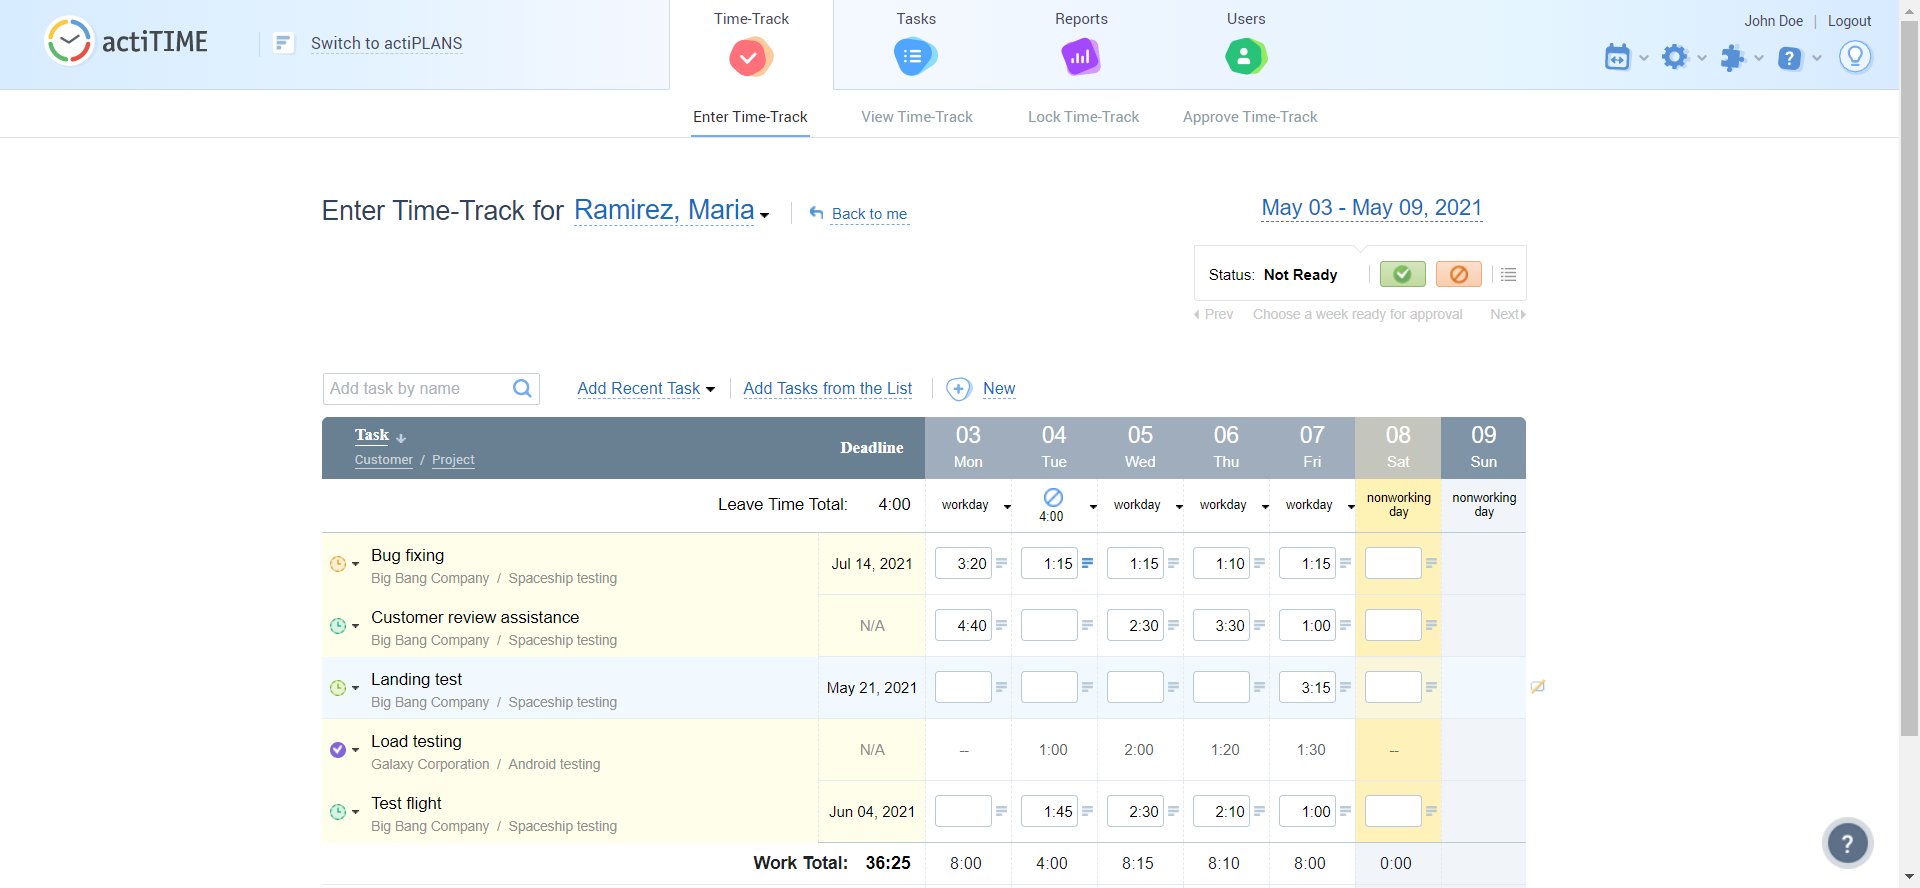 actiTIME
Switch to actiPLANS
Time-Track
Tasks
Reports
Users
John Doe | Logout
Enter Time-Track
View Time-Track
Lock Time-Track
Approve Time-Track
Enter Time-Track for Ramirez, Maria
Back to me
May 03 - May 09, 2021
Status: Not Ready
Prev Choose a week ready for approval Next
Add task by name
Add Recent Task
Add Tasks from the List
New
Task
Customer / Project
Deadline
03 04 05 06 07 08 09
Mon Tue Wed Thu Fri Sat Sun
Leave Time Total: 4:00 workday 4:00 workday workday workday nonworking day nonworking day
Bug fixing
Big Bang Company / Spaceship testing
Jul 14, 2021 3:20 1:15 1:15 1:10 1:15
Customer review assistance
Big Bang Company / Spaceship testing
N/A 4:40 2:30 3:30 1:00
Landing test
Big Bang Company / Spaceship testing
May 21, 2021 3:15
Load testing
Galaxy Corporation / Android testing
N/A -- 1:00 2:00 1:20 1:30 --
Test flight
Big Bang Company / Spaceship testing
Jun 04, 2021 1:45 2:30 2:10 1:00
Work Total: 36:25 8:00 4:00 8:15 8:10 8:00 0:00
?